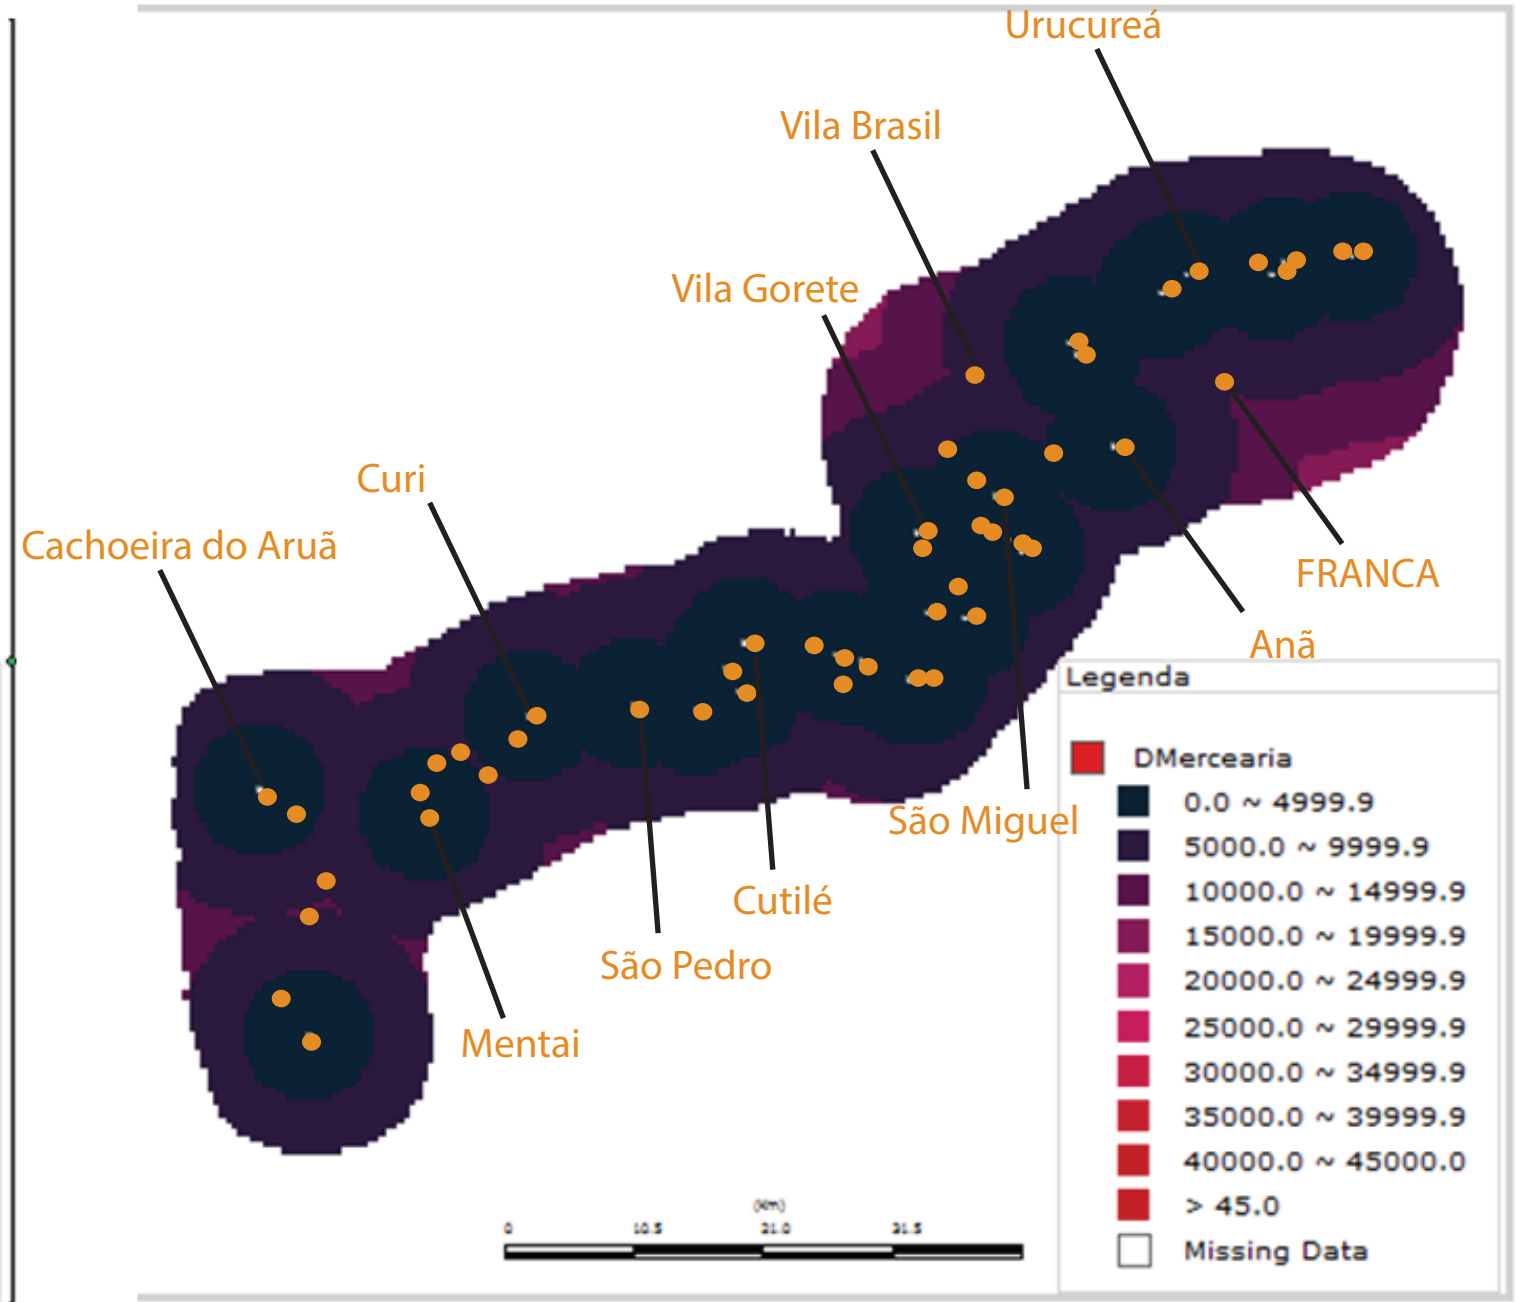 Urucureá
Vila Brasil
Vila Gorete
Curi
Cachoeira do Aruã
FRANCA
Anã
São Miguel
Cutilé
São Pedro
Mentai
Legenda
DMercearia
0.0 ~ 4999.9
5000.0 ~ 9999.9
10000.0 ~ 14999.9
15000.0 ~ 19999.9
20000.0 ~ 24999.9
25000.0 ~ 29999.9
30000.0 ~ 34999.9
35000.0 ~ 39999.9
40000.0 ~ 45000.0
> 45.0
Missing Data
(Km)
0 10.5 21.0 31.5